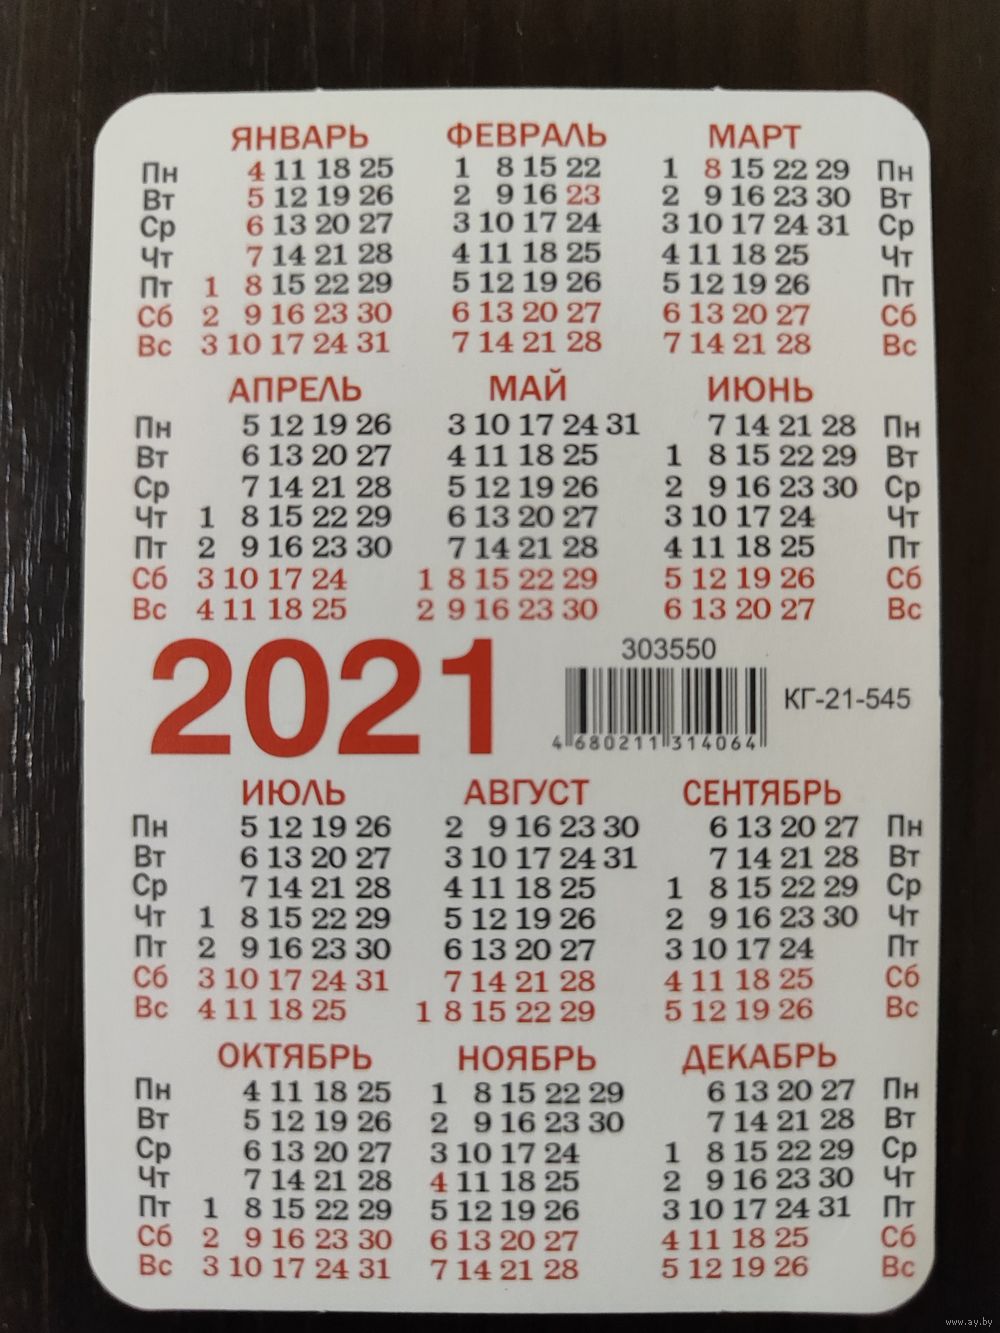 ЯНВАРЬ ФЕВРАЛЬ МАРТ
Пн 4 11 18 25 1 8 15 22 1 8 15 22 29 Пн
Вт 5 12 19 26 2 9 16 23 2 9 16 23 30 Вт
Ср 6 13 20 27 3 10 17 24 3 10 17 24 31 Ср
Чт 7 14 21 28 4 11 18 25 4 11 18 25 Чт
Пт 1 8 15 22 29 5 12 19 26 5 12 19 26 Пт
Сб 2 9 16 23 30 6 13 20 27 6 13 20 27 Сб
Вс 3 10 17 24 31 7 14 21 28 7 14 21 28 Вс
АПРЕЛЬ МАЙ ИЮНЬ
Пн 5 12 19 26 3 10 17 24 31 7 14 21 28 Пн
Вт 6 13 20 27 4 11 18 25 1 8 15 22 29 Вт
Ср 7 14 21 28 5 12 19 26 2 9 16 23 30 Ср
Чт 1 8 15 22 29 6 13 20 27 3 10 17 24 Чт
Пт 2 9 16 23 30 7 14 21 28 4 11 18 25 Пт
Сб 3 10 17 24 1 8 15 22 29 5 12 19 26 Сб
Вс 4 11 18 25 2 9 16 23 30 6 13 20 27 Вс
2021
303550
4 680211 314064
КГ-21-545
ИЮЛЬ АВГУСТ СЕНТЯБРЬ
Пн 5 12 19 26 2 9 16 23 30 6 13 20 27 Пн
Вт 6 13 20 27 3 10 17 24 31 7 14 21 28 Вт
Ср 7 14 21 28 4 11 18 25 1 8 15 22 29 Ср
Чт 1 8 15 22 29 5 12 19 26 2 9 16 23 30 Чт
Пт 2 9 16 23 30 6 13 20 27 3 10 17 24 Пт
Сб 3 10 17 24 31 7 14 21 28 4 11 18 25 Сб
Вс 4 11 18 25 1 8 15 22 29 5 12 19 26 Вс
ОКТЯБРЬ НОЯБРЬ ДЕКАБРЬ
Пн 4 11 18 25 1 8 15 22 29 6 13 20 27 Пн
Вт 5 12 19 26 2 9 16 23 30 7 14 21 28 Вт
Ср 6 13 20 27 3 10 17 24 1 8 15 22 29 Ср
Чт 7 14 21 28 4 11 18 25 2 9 16 23 30 Чт
Пт 1 8 15 22 29 5 12 19 26 3 10 17 24 31 Пт
Сб 2 9 16 23 30 6 13 20 27 4 11 18 25 Сб
Вс 3 10 17 24 31 7 14 21 28 5 12 19 26 Вс
www.ay.by